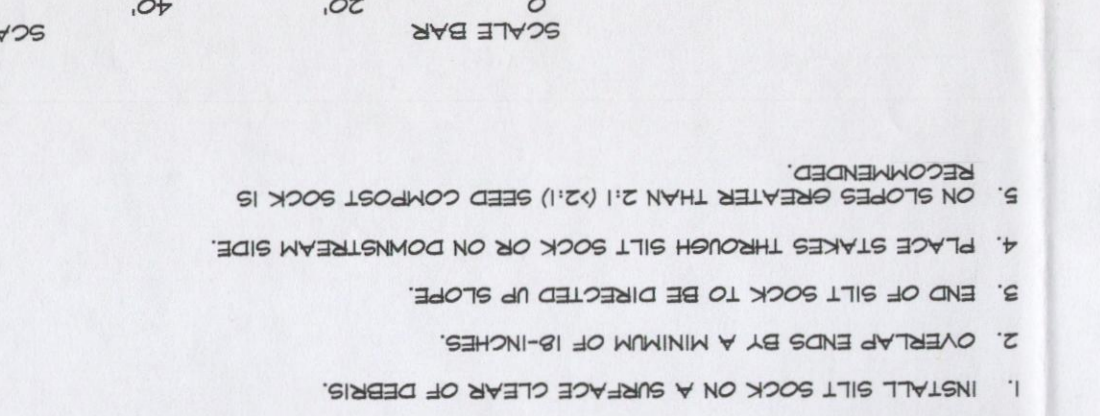 1. INSTALL SILT SOCK ON A SURFACE CLEAR OF DEBRIS.
2. OVERLAP ENDS BY A MINIMUM OF 18-INCHES.
3. END OF SILT SOCK TO BE DIRECTED UP SLOPE.
4. PLACE STAKES THROUGH SILT SOCK OR ON DOWNSTREAM SIDE.
5. ON SLOPES GREATER THAN 2:1 (>2:1) SEED COMPOST SOCK IS
RECOMMENDED.
SCALE BAR SCA
0 20' 40'